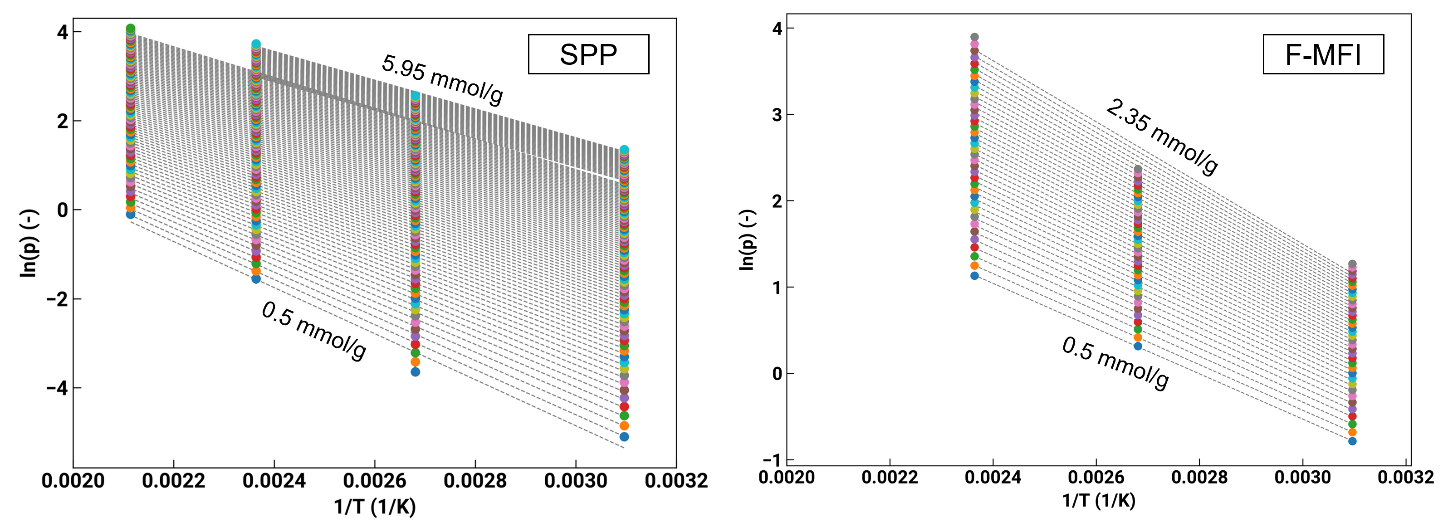 SPP
5.95 mmol/g
0.5 mmol/g
ln(p) (-)
4
2
0
−2
−4
0.0020 0.0022 0.0024 0.0026 0.0028 0.0030 0.0032
1/T (1/K)
F-MFI
2.35 mmol/g
0.5 mmol/g
ln(p) (-)
4
3
2
1
0
−1
0.0020 0.0022 0.0024 0.0026 0.0028 0.0030 0.0032
1/T (1/K)